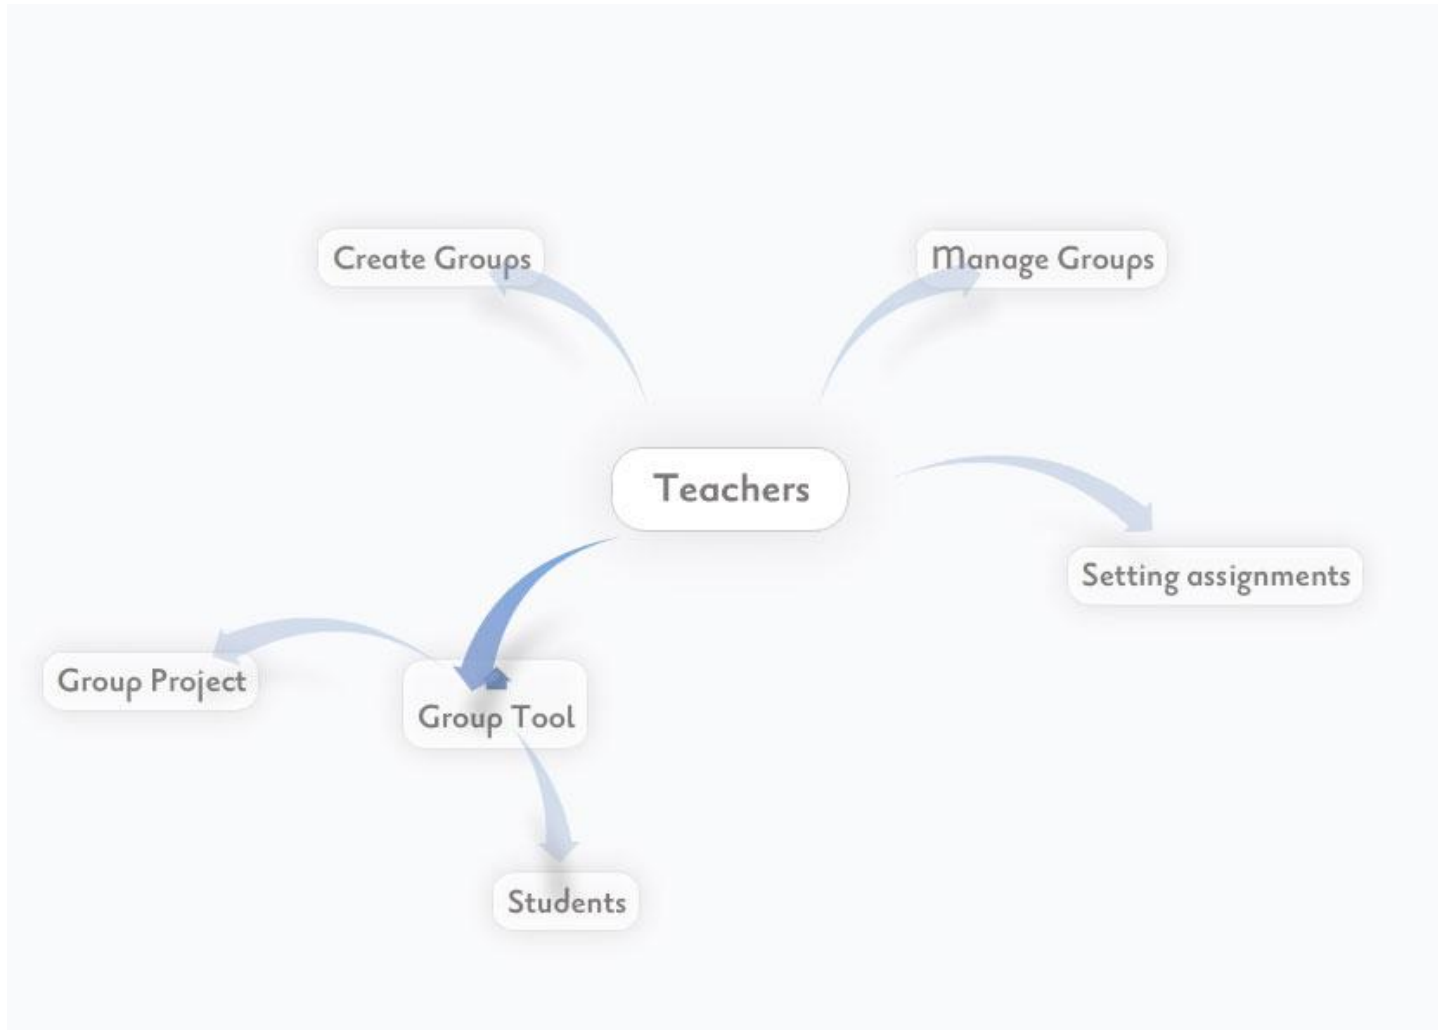 Create Groups
Manage Groups
Teachers
Setting assignments
Group Project
Group Tool
Students